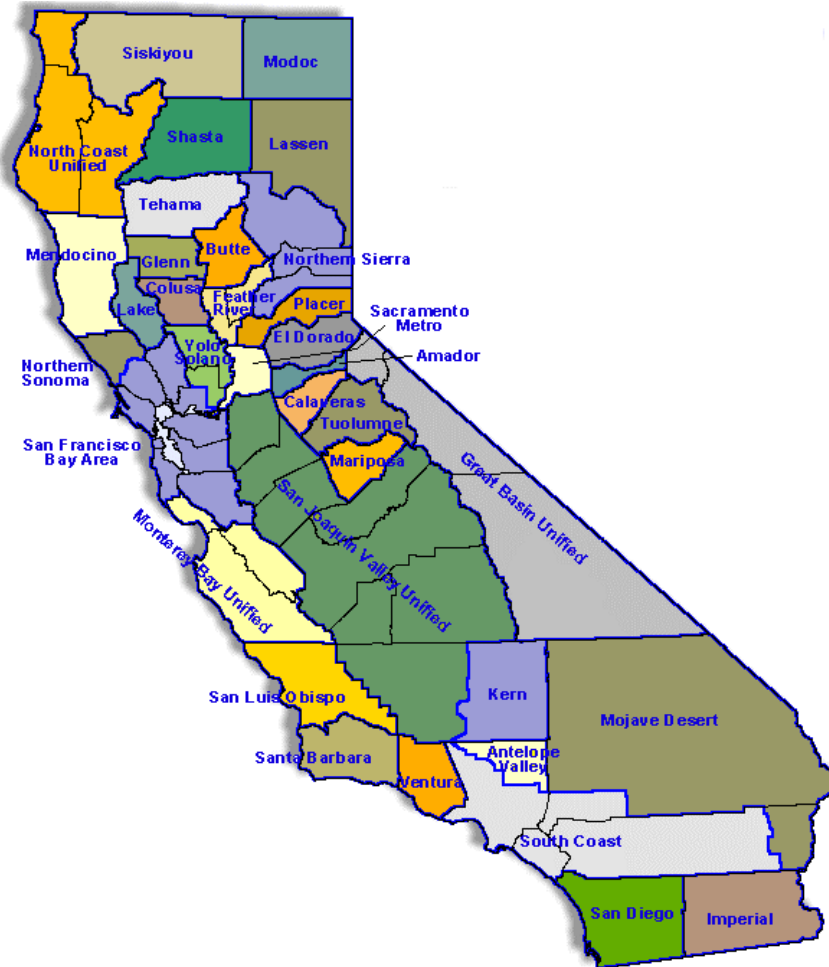 Siskiyou
Modoc
Shasta
Lassen
North Coast
Unified
Tehama
Mendocino
Glenn
Butte
Northern Sierra
Colusa
Feather
River
Placer
Lake
Sacramento
Metro
El Dorado
Yolo
Solano
Amador
Northern
Sonoma
Calaveras
Tuolumne
San Francisco
Bay Area
Mariposa
Great Basin Unified
San Joaquin Valley Unified
Monterey Bay Unified
San Luis Obispo
Kern
Mojave Desert
Santa Barbara
Antelope
Valley
Ventura
South Coast
San Diego
Imperial